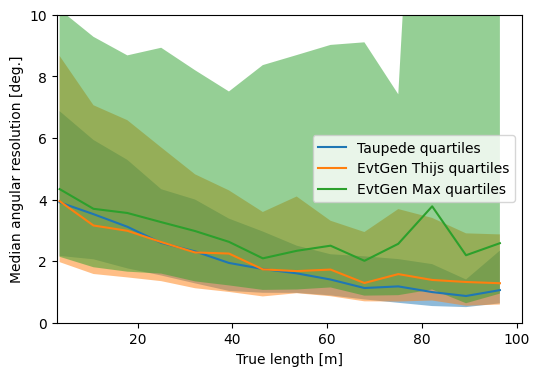 10
8
6
4
2
0
Median angular resolution [deg.]
Taupede quartiles
EvtGen Thijs quartiles
EvtGen Max quartiles
20
40
60
80
100
True length [m]